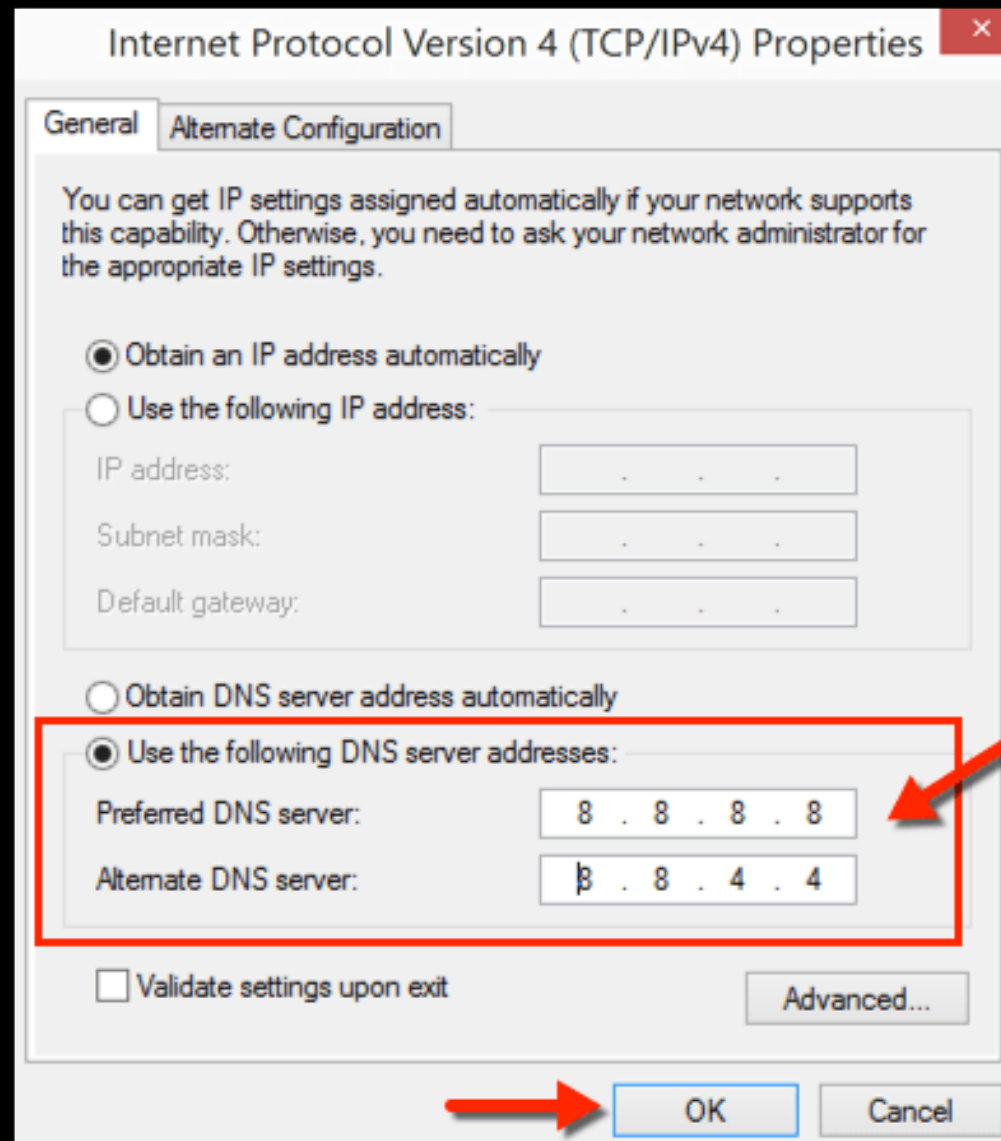 Internet Protocol Version 4 (TCP/IPv4) Properties
General
Alternate Configuration
You can get IP settings assigned automatically if your network supports
this capability. Otherwise, you need to ask your network administrator for
the appropriate IP settings.
Obtain an IP address automatically
Use the following IP address:
IP address:
Subnet mask:
Default gateway:
Obtain DNS server address automatically
Use the following DNS server addresses:
Preferred DNS server: 8 . 8 . 8 . 8
Alternate DNS server: 8 . 8 . 4 . 4
Validate settings upon exit
Advanced...
OK Cancel